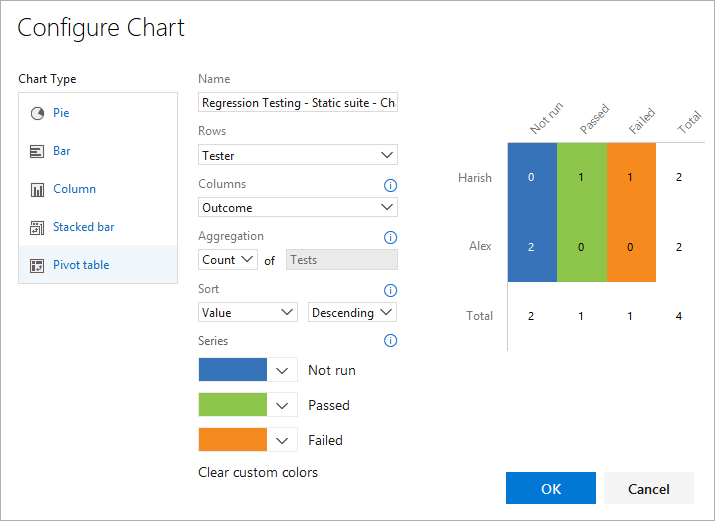 Configure Chart
Chart Type
Pie
Bar
Column
Stacked bar
Pivot table
Name
Regression Testing - Static suite - Ch
Rows
Tester
Columns
Outcome
Aggregation
Count of Tests
Sort
Value Descending
Series
Not run
Passed
Failed
Clear custom colors
Not run Passed Failed Total
Harish 0 1 1 2
Alex 2 0 0 2
Total 2 1 1 4
OK Cancel